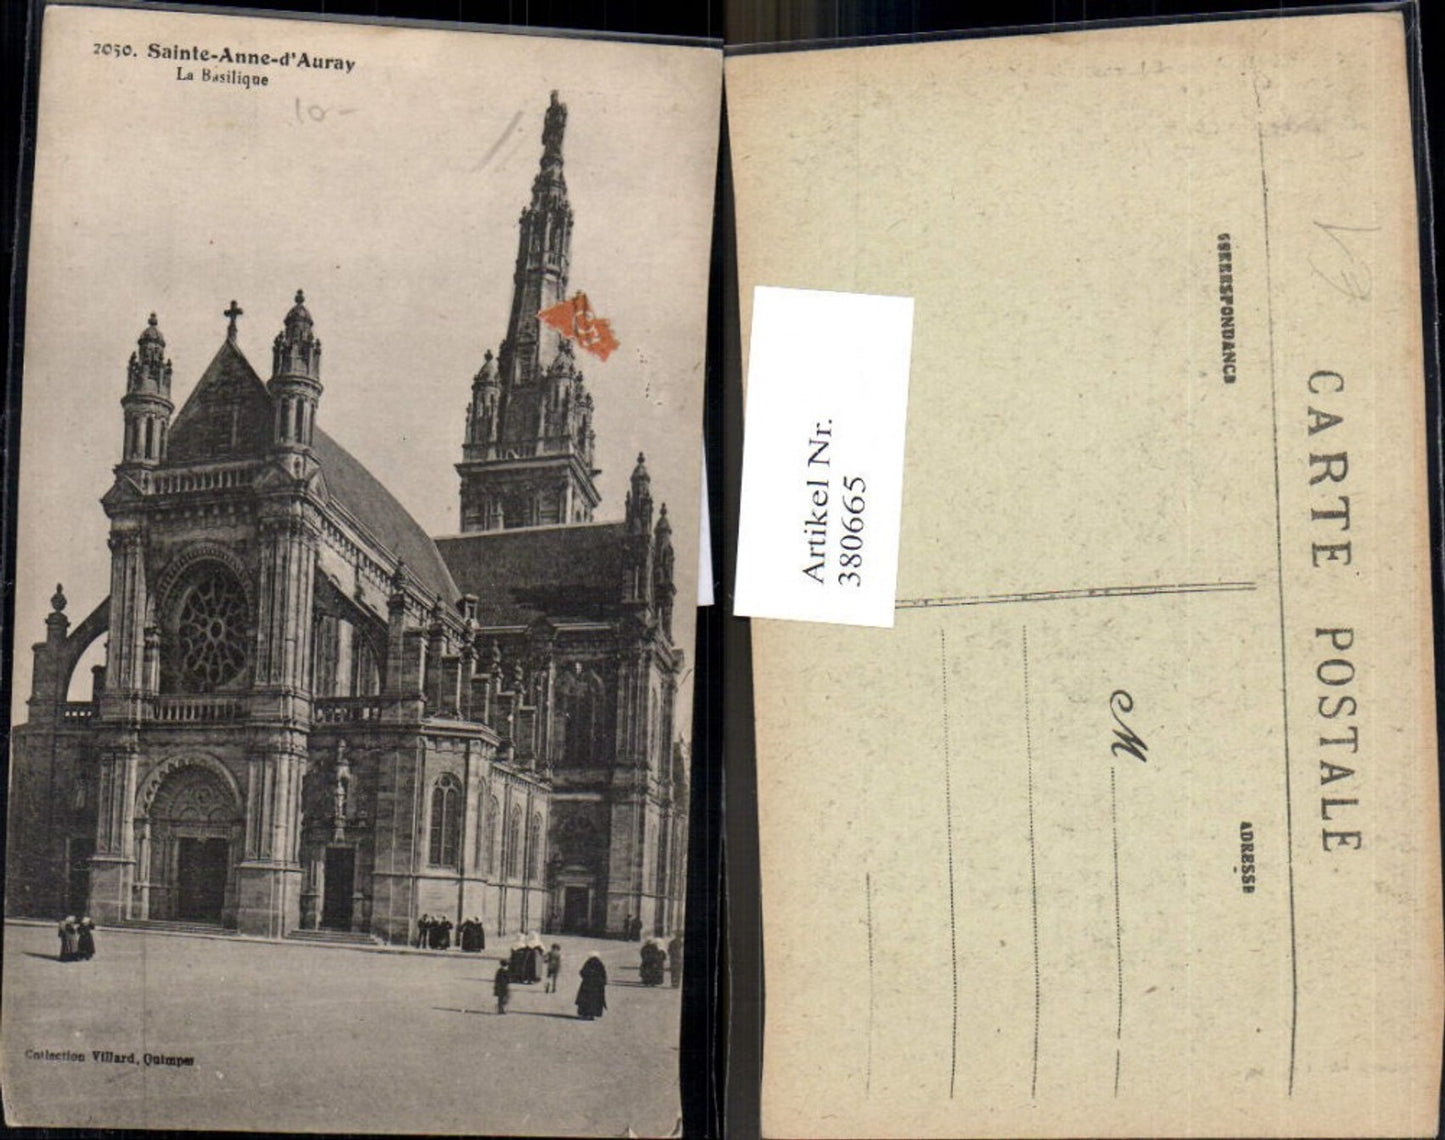 2050. Sainte-Anne-d'Auray
La Basilique
10-
Collection Villard, Quimper
Artikel Nr.
380665
CARTE POSTALE
CORRESPONDANCE
ADRESSE
M